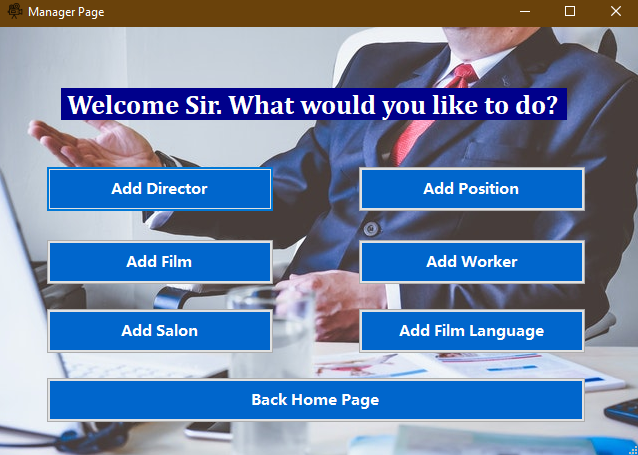 Manager Page
Welcome Sir. What would you like to do?
Add Director
Add Position
Add Film
Add Worker
Add Salon
Add Film Language
Back Home Page